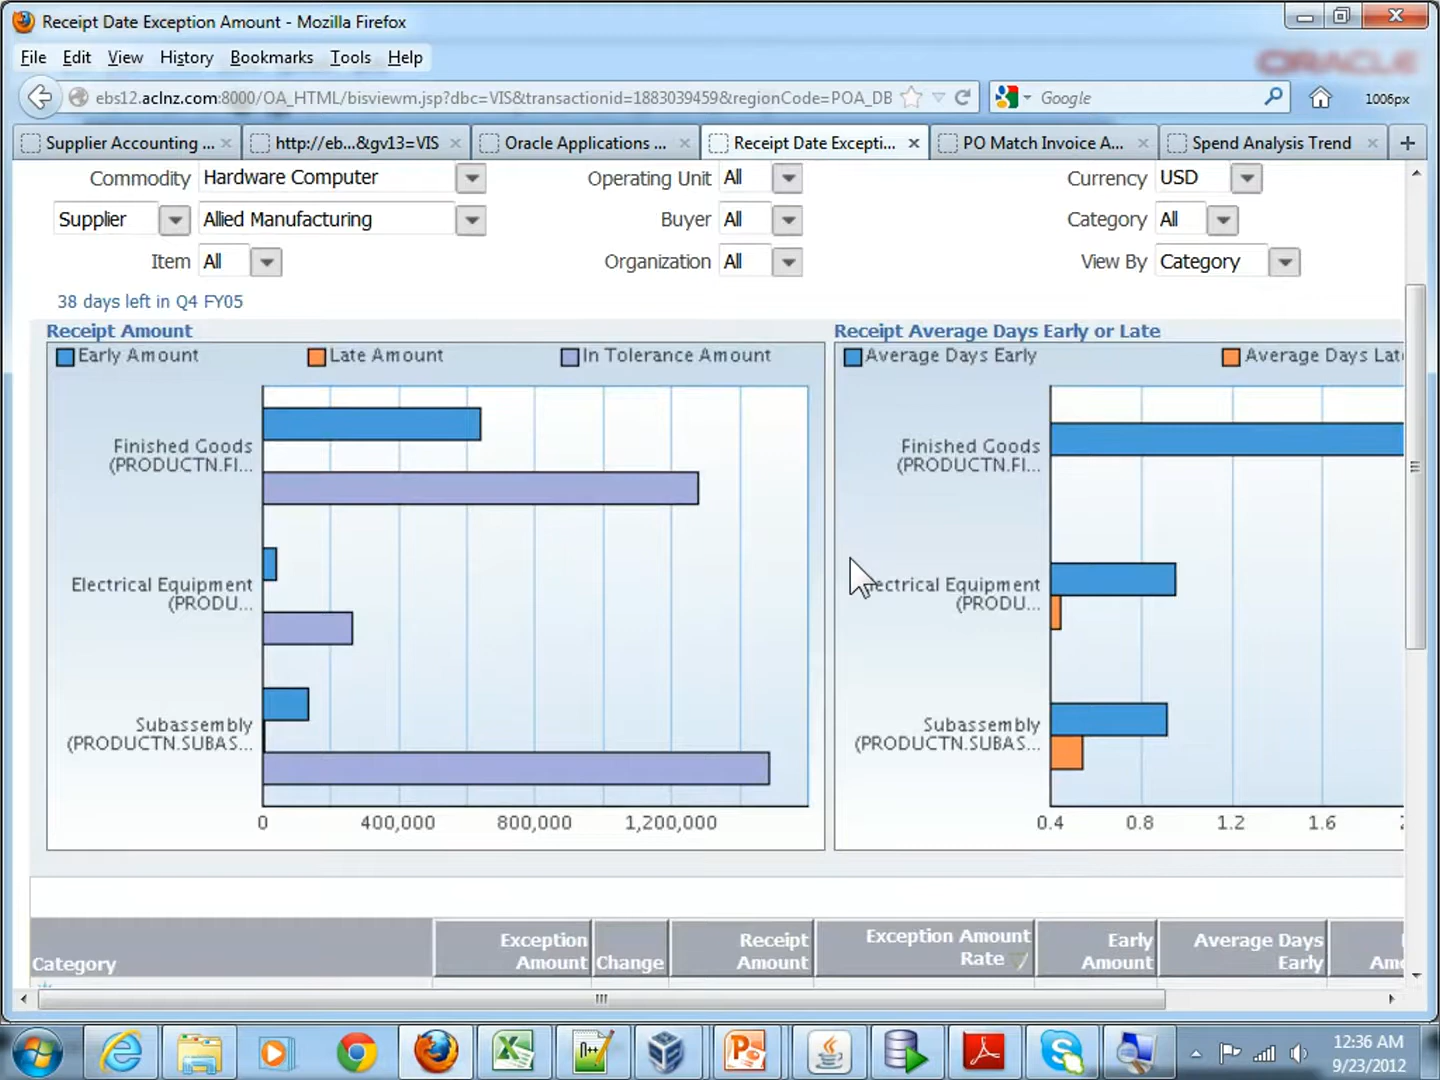 Receipt Date Exception Amount - Mozilla Firefox
File Edit View History Bookmarks Tools Help
ORACLE
ebs12.aclnz.com:8000/OA_HTML/bisviewm.jsp?dbc=VIS&transactionid=1883039459&regionCode=POA_DB
Google
1006px
Supplier Accounting ...
http://eb...&gv13=VIS
Oracle Applications ...
Receipt Date Excepti...
PO Match Invoice A...
Spend Analysis Trend
Commodity Hardware Computer Operating Unit All Currency USD
Supplier Allied Manufacturing Buyer All Category All
Item All Organization All View By Category
38 days left in Q4 FY05
Receipt Amount
Early Amount Late Amount In Tolerance Amount
Finished Goods
(PRODUCTN.FI...
Electrical Equipment
(PRODU...
Subassembly
(PRODUCTN.SUBAS...
0 400,000 800,000 1,200,000
Receipt Average Days Early or Late
Average Days Early Average Days Lat
Finished Goods
(PRODUCTN.FI...
ectrical Equipment
(PRODU...
Subassembly
(PRODUCTN.SUBAS...
0.4 0.8 1.2 1.6
Category
Exception
Amount
Change
Receipt
Amount
Exception Amount
Rate
Early
Amount
Average Days
Early
12:36 AM
9/23/2012